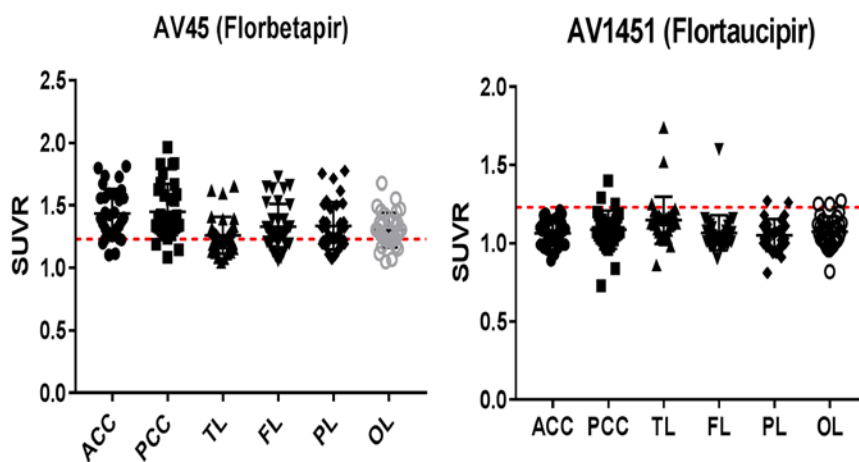 AV45 (Florbetapir)
SUVR
2.5
2.0
1.5
1.0
0.5
0.0
ACC
PCC
TL
FL
PL
OL
AV1451 (Flortaucipir)
SUVR
2.0
1.5
1.0
0.5
0.0
ACC
PCC
TL
FL
PL
OL